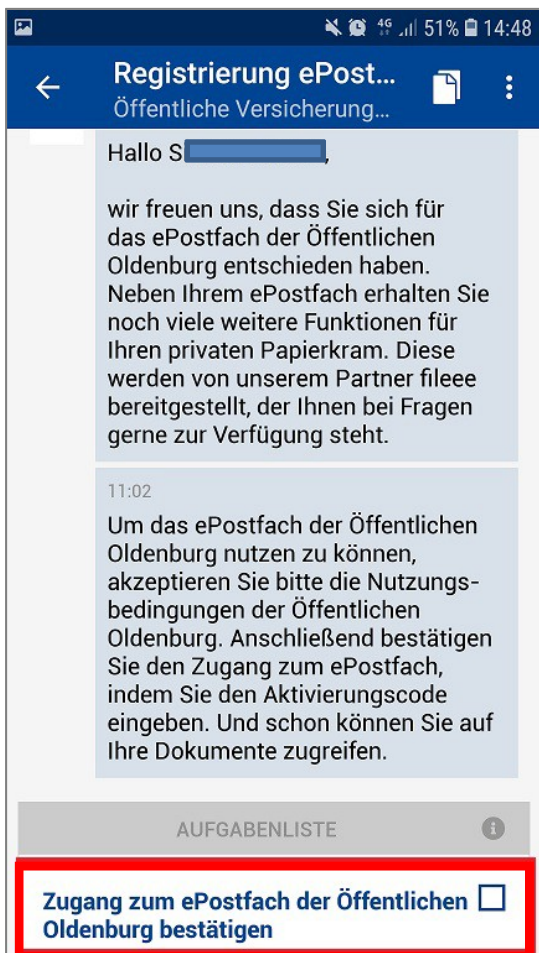 4G 51% 14:48
Registrierung ePost...
Öffentliche Versicherung...
Hallo S ,
wir freuen uns, dass Sie sich für
das ePostfach der Öffentlichen
Oldenburg entschieden haben.
Neben Ihrem ePostfach erhalten Sie
noch viele weitere Funktionen für
Ihren privaten Papierkram. Diese
werden von unserem Partner fileee
bereitgestellt, der Ihnen bei Fragen
gerne zur Verfügung steht.
11:02
Um das ePostfach der Öffentlichen
Oldenburg nutzen zu können,
akzeptieren Sie bitte die Nutzungs-
bedingungen der Öffentlichen
Oldenburg. Anschließend bestätigen
Sie den Zugang zum ePostfach,
indem Sie den Aktivierungscode
eingeben. Und schon können Sie auf
Ihre Dokumente zugreifen.
AUFGABENLISTE
Zugang zum ePostfach der Öffentlichen
Oldenburg bestätigen